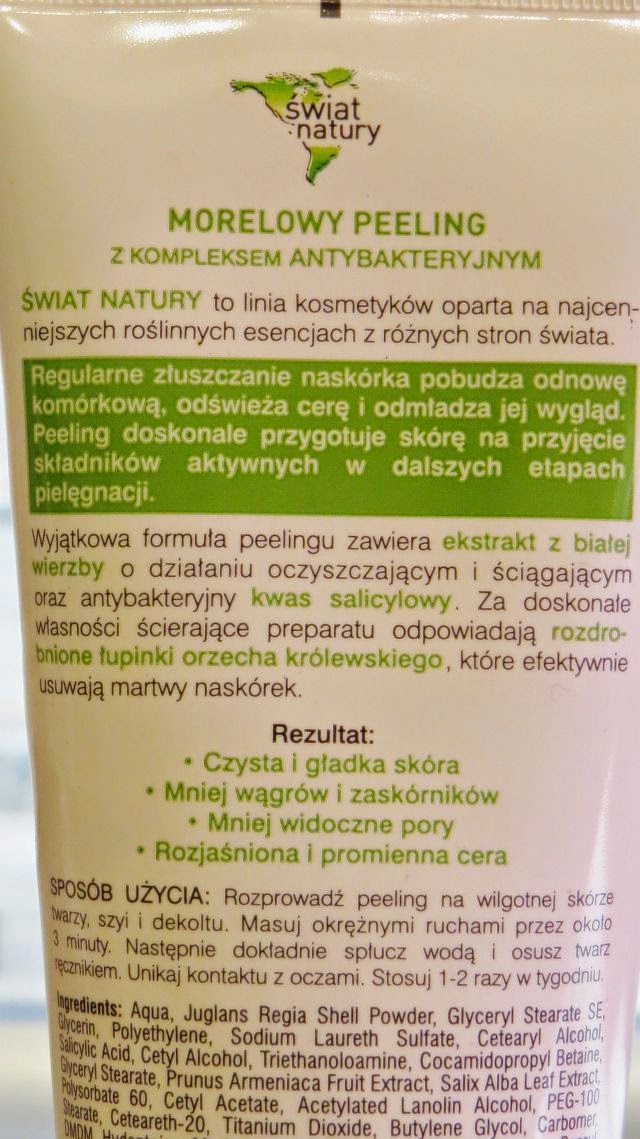 świat
natury
MORELOWY PEELING
Z KOMPLEKSEM ANTYBAKTERYJNYM
ŚWIAT NATURY to linia kosmetyków oparta na najcen-
niejszych roślinnych esencjach z różnych stron świata.
Regularne złuszczanie naskórka pobudza odnowę
komórkową, odświeża cerę i odmładza jej wygląd.
Peeling doskonale przygotuje skórę na przyjęcie
składników aktywnych w dalszych etapach
pielęgnacji.
Wyjątkowa formuła peelingu zawiera ekstrakt z białej
wierzby o działaniu oczyszczającym i ściągającym
oraz antybakteryjny kwas salicylowy. Za doskonałe
własności ścierające preparatu odpowiadają rozdro-
bnione łupinki orzecha królewskiego, które efektywnie
usuwają martwy naskórek.
Rezultat:
• Czysta i gładka skóra
• Mniej wągrów i zaskórników
• Mniej widoczne pory
• Rozjaśniona i promienna cera
SPOSÓB UŻYCIA: Rozprowadź peeling na wilgotnej skórze
twarzy, szyi i dekoltu. Masuj okrężnymi ruchami przez około
3 minuty. Następnie dokładnie spłucz wodą i osusz twarz
ręcznikiem. Unikaj kontaktu z oczami. Stosuj 1-2 razy w tygodniu.
Ingredients: Aqua, Juglans Regia Shell Powder, Glyceryl Stearate SE,
Glycerin, Polyethylene, Sodium Laureth Sulfate, Cetearyl Alcohol,
Salicylic Acid, Cetyl Alcohol, Triethanoloamine, Cocamidopropyl Betaine,
Glyceryl Stearate, Prunus Armeniaca Fruit Extract, Salix Alba Leaf Extract,
Polysorbate 60, Cetyl Acetate, Acetylated Lanolin Alcohol, PEG-100
Stearate, Ceteareth-20, Titanium Dioxide, Butylene Glycol, Carbomer,
DMDM